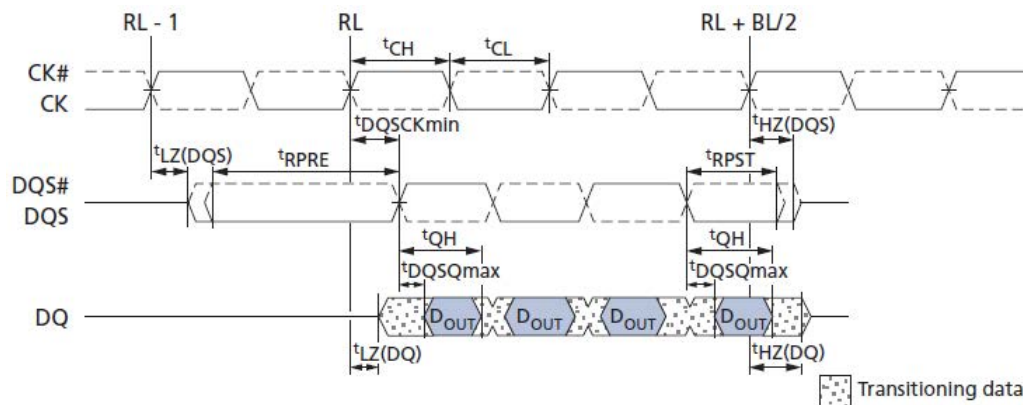 RL - 1 RL RL + BL/2
tCH tCL
CK#
CK
tDQSCKmin tHZ(DQS)
tLZ(DQS) tRPRE tRPST
DQS#
DQS
tQH tQH
tDQSQmax tDQSQmax
DQ DOUT DOUT DOUT DOUT
tLZ(DQ) tHZ(DQ)
Transitioning data